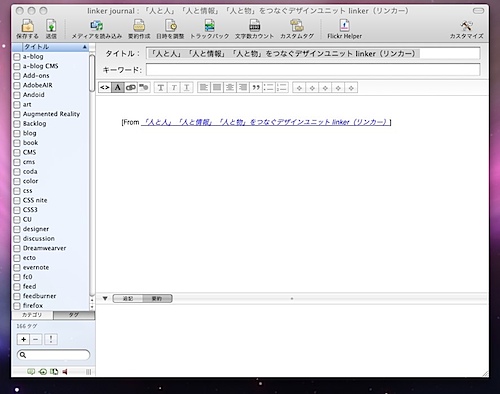 linker journal : 「人と人」「人と情報」「人と物」をつなぐデザインユニット linker（リンカー）
保存する 送信 メディアを読み込み 要約作成 日時を調整 トラックバック 文字数カウント カスタムタグ Flickr Helper カスタマイズ
タイトル
a-blog
a-blog CMS
Add-ons
AdobeAIR
Andoid
art
Augmented Reality
Backlog
blog
book
CMS
cms
coda
color
css
CSS nite
CSS3
CU
designer
discussion
Dreamwearver
ecto
evernote
fc0
feed
feedburner
firefox
カテゴリ タグ
166 タグ
+ − !
タイトル： 「人と人」「人と情報」「人と物」をつなぐデザインユニット linker（リンカー）
キーワード：
<> A T T T
[From 「人と人」「人と情報」「人と物」をつなぐデザインユニット linker（リンカー）]
追記 要約